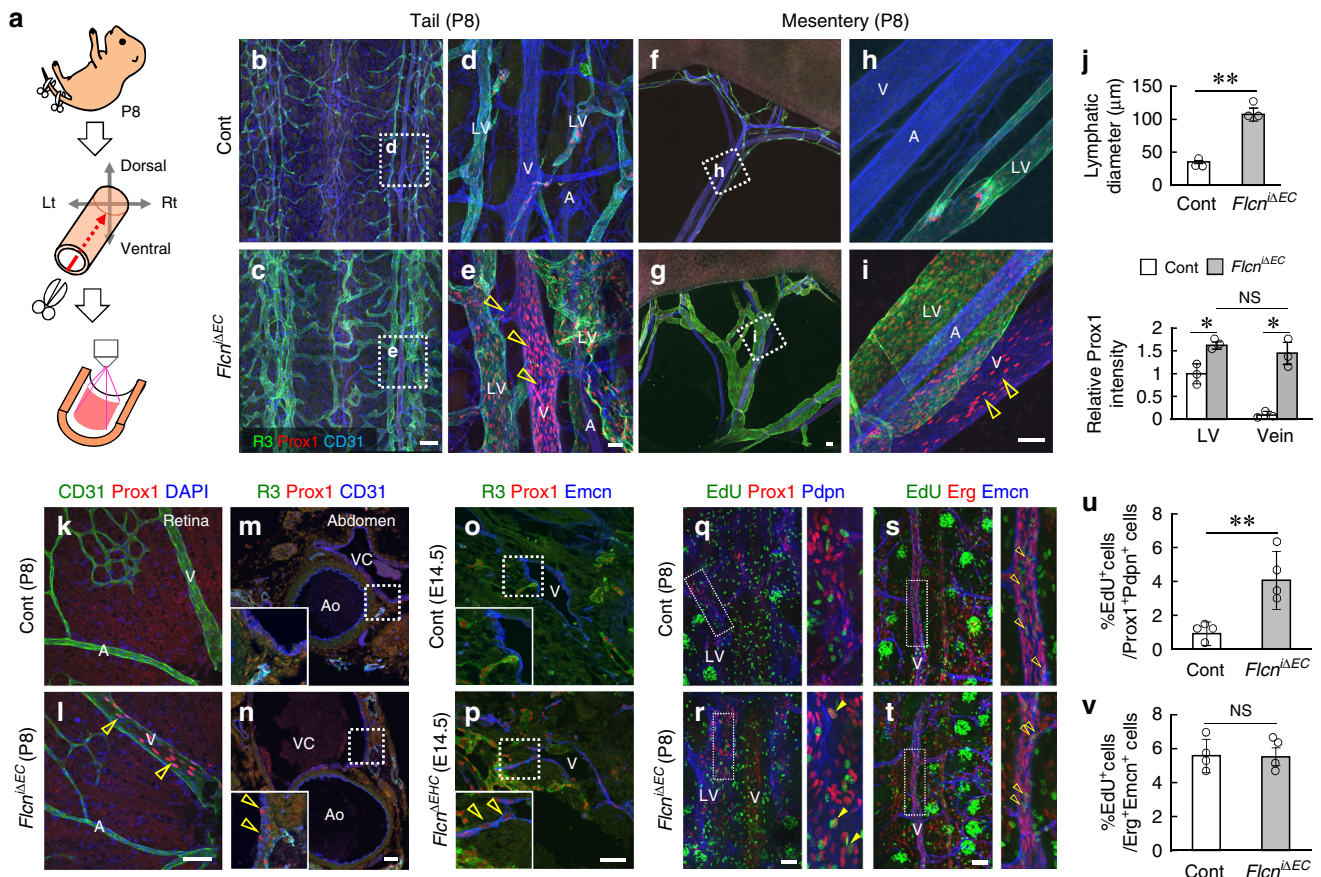 a
P8
Dorsal
Lt
Rt
Ventral
Tail (P8)
Mesentery (P8)
Cont
Flcn^iΔEC
b
d
d
LV
LV
V
A
f
h
h
V
A
LV
c
e
R3 Prox1 CD31
e
LV
V
LV
A
g
i
i
LV
A
V
j
Lymphatic
diameter (μm)
150
100
50
0
**
Cont
Flcn^iΔEC
Cont
Flcn^iΔEC
NS
Relative Prox1
intensity
2
1.5
1
0.5
0
*
*
LV
Vein
CD31 Prox1 DAPI
Cont (P8)
k
Retina
V
A
Flcn^iΔEC (P8)
l
V
A
R3 Prox1 CD31
m
Abdomen
VC
Ao
n
VC
Ao
R3 Prox1 Emcn
Cont (E14.5)
o
V
Flcn^ΔEHC (E14.5)
p
V
EdU Prox1 Pdpn
Cont (P8)
q
LV
Flcn^iΔEC (P8)
r
LV
V
EdU Erg Emcn
s
V
t
V
u
%EdU⁺cells
/Prox1⁺Pdpn⁺ cells
8
6
4
2
0
**
Cont
Flcn^iΔEC
v
%EdU⁺cells
/Erg⁺Emcn⁺ cells
8
6
4
2
0
NS
Cont
Flcn^iΔEC